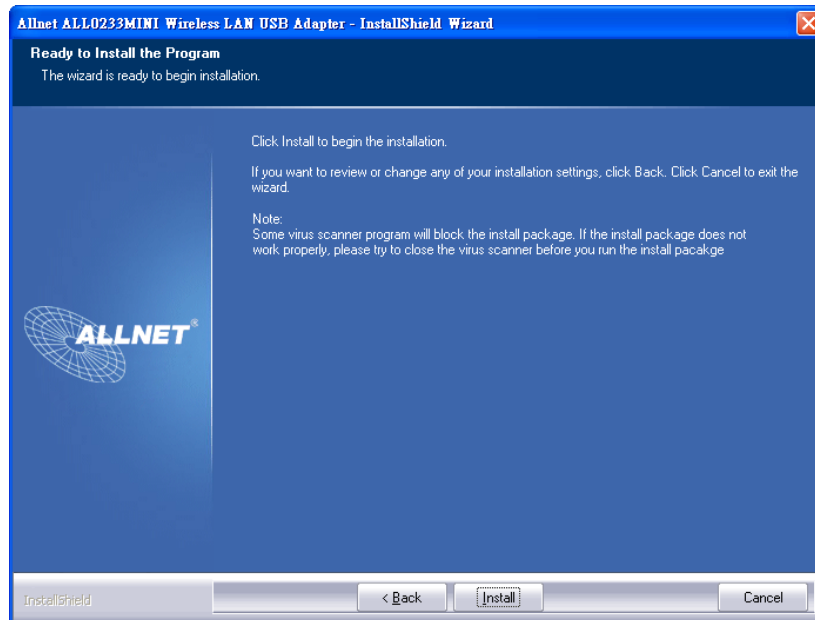 Allnet ALL0233MINI Wireless LAN USB Adapter - InstallShield Wizard
Ready to Install the Program
The wizard is ready to begin installation.
Click Install to begin the installation.
If you want to review or change any of your installation settings, click Back. Click Cancel to exit the
wizard.
Note:
Some virus scanner program will block the install package. If the install package does not
work properly, please try to close the virus scanner before you run the install pacakge
ALLNET®
InstallShield
< Back
Install
Cancel